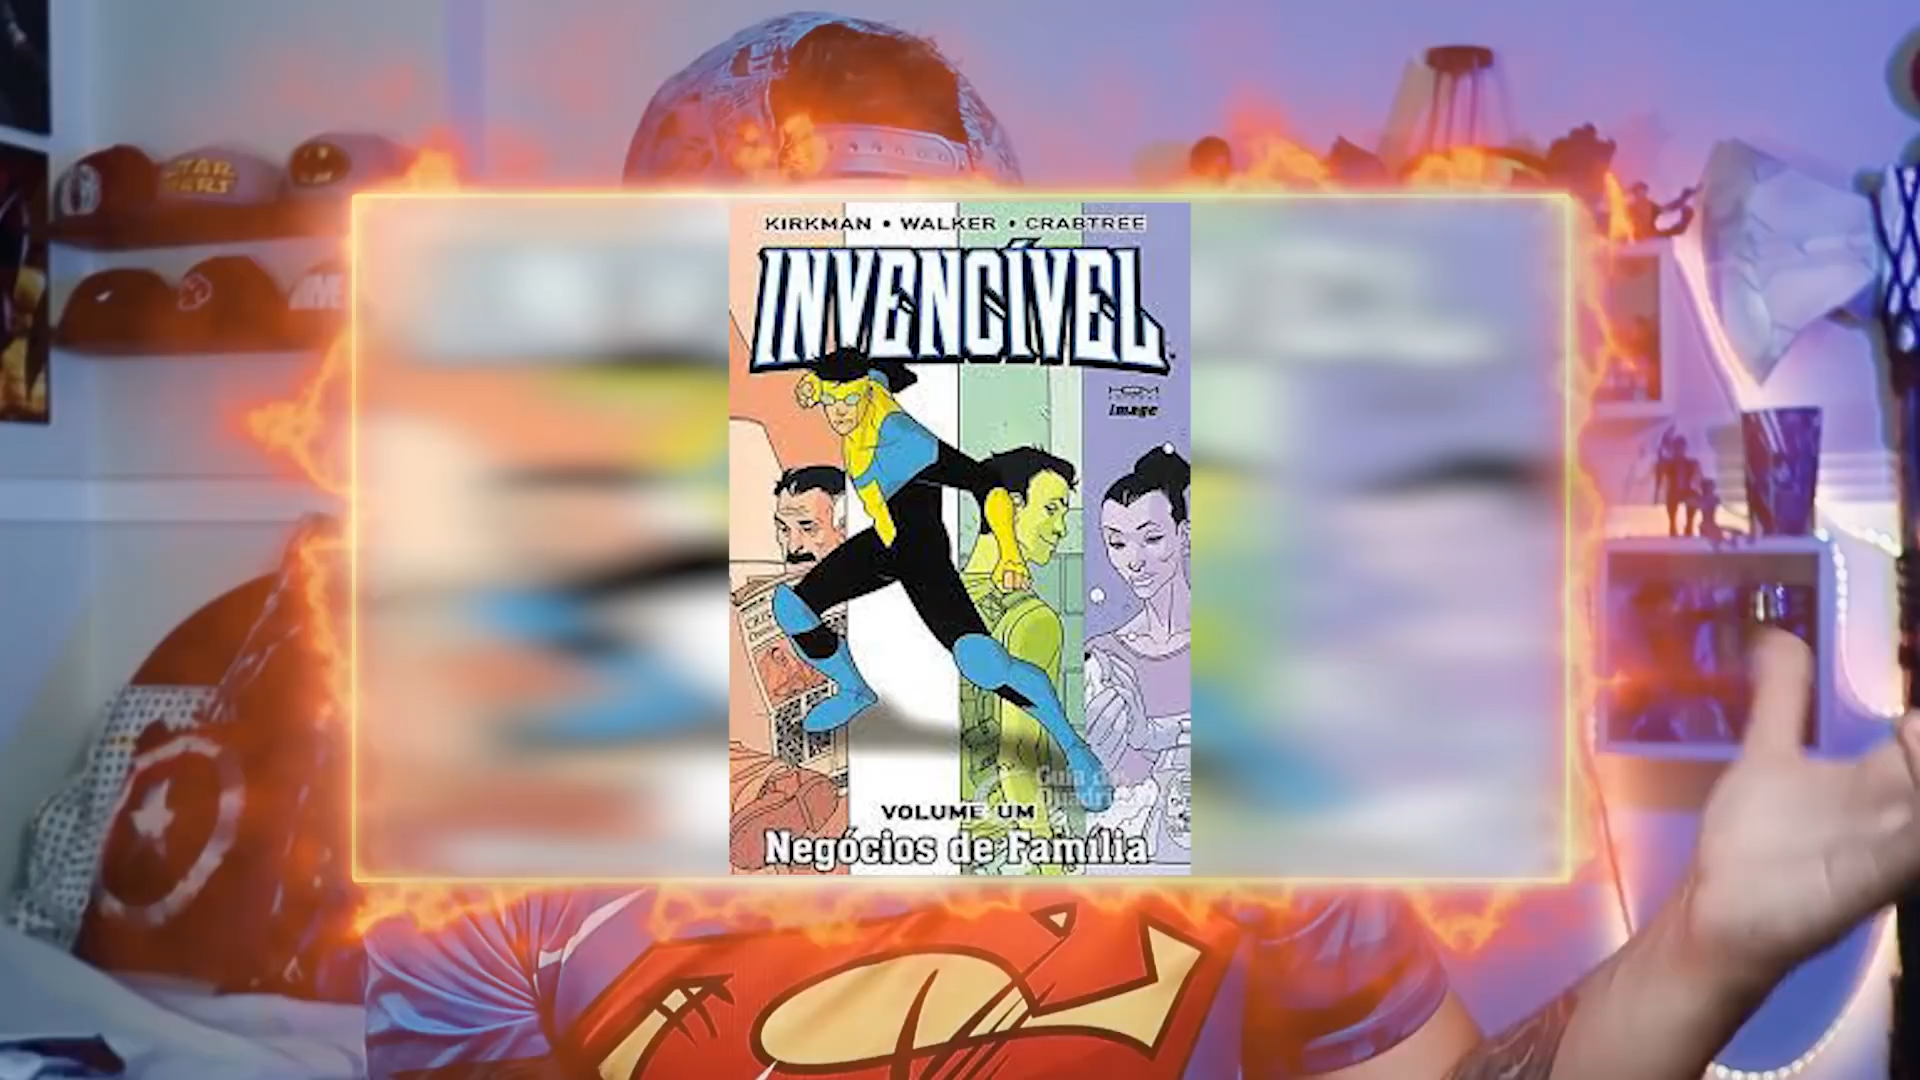 STAR
WARS
KIRKMAN • WALKER • CRABTREE
INVENCÍVEL
image
VOLUME UM
Negócios de Família